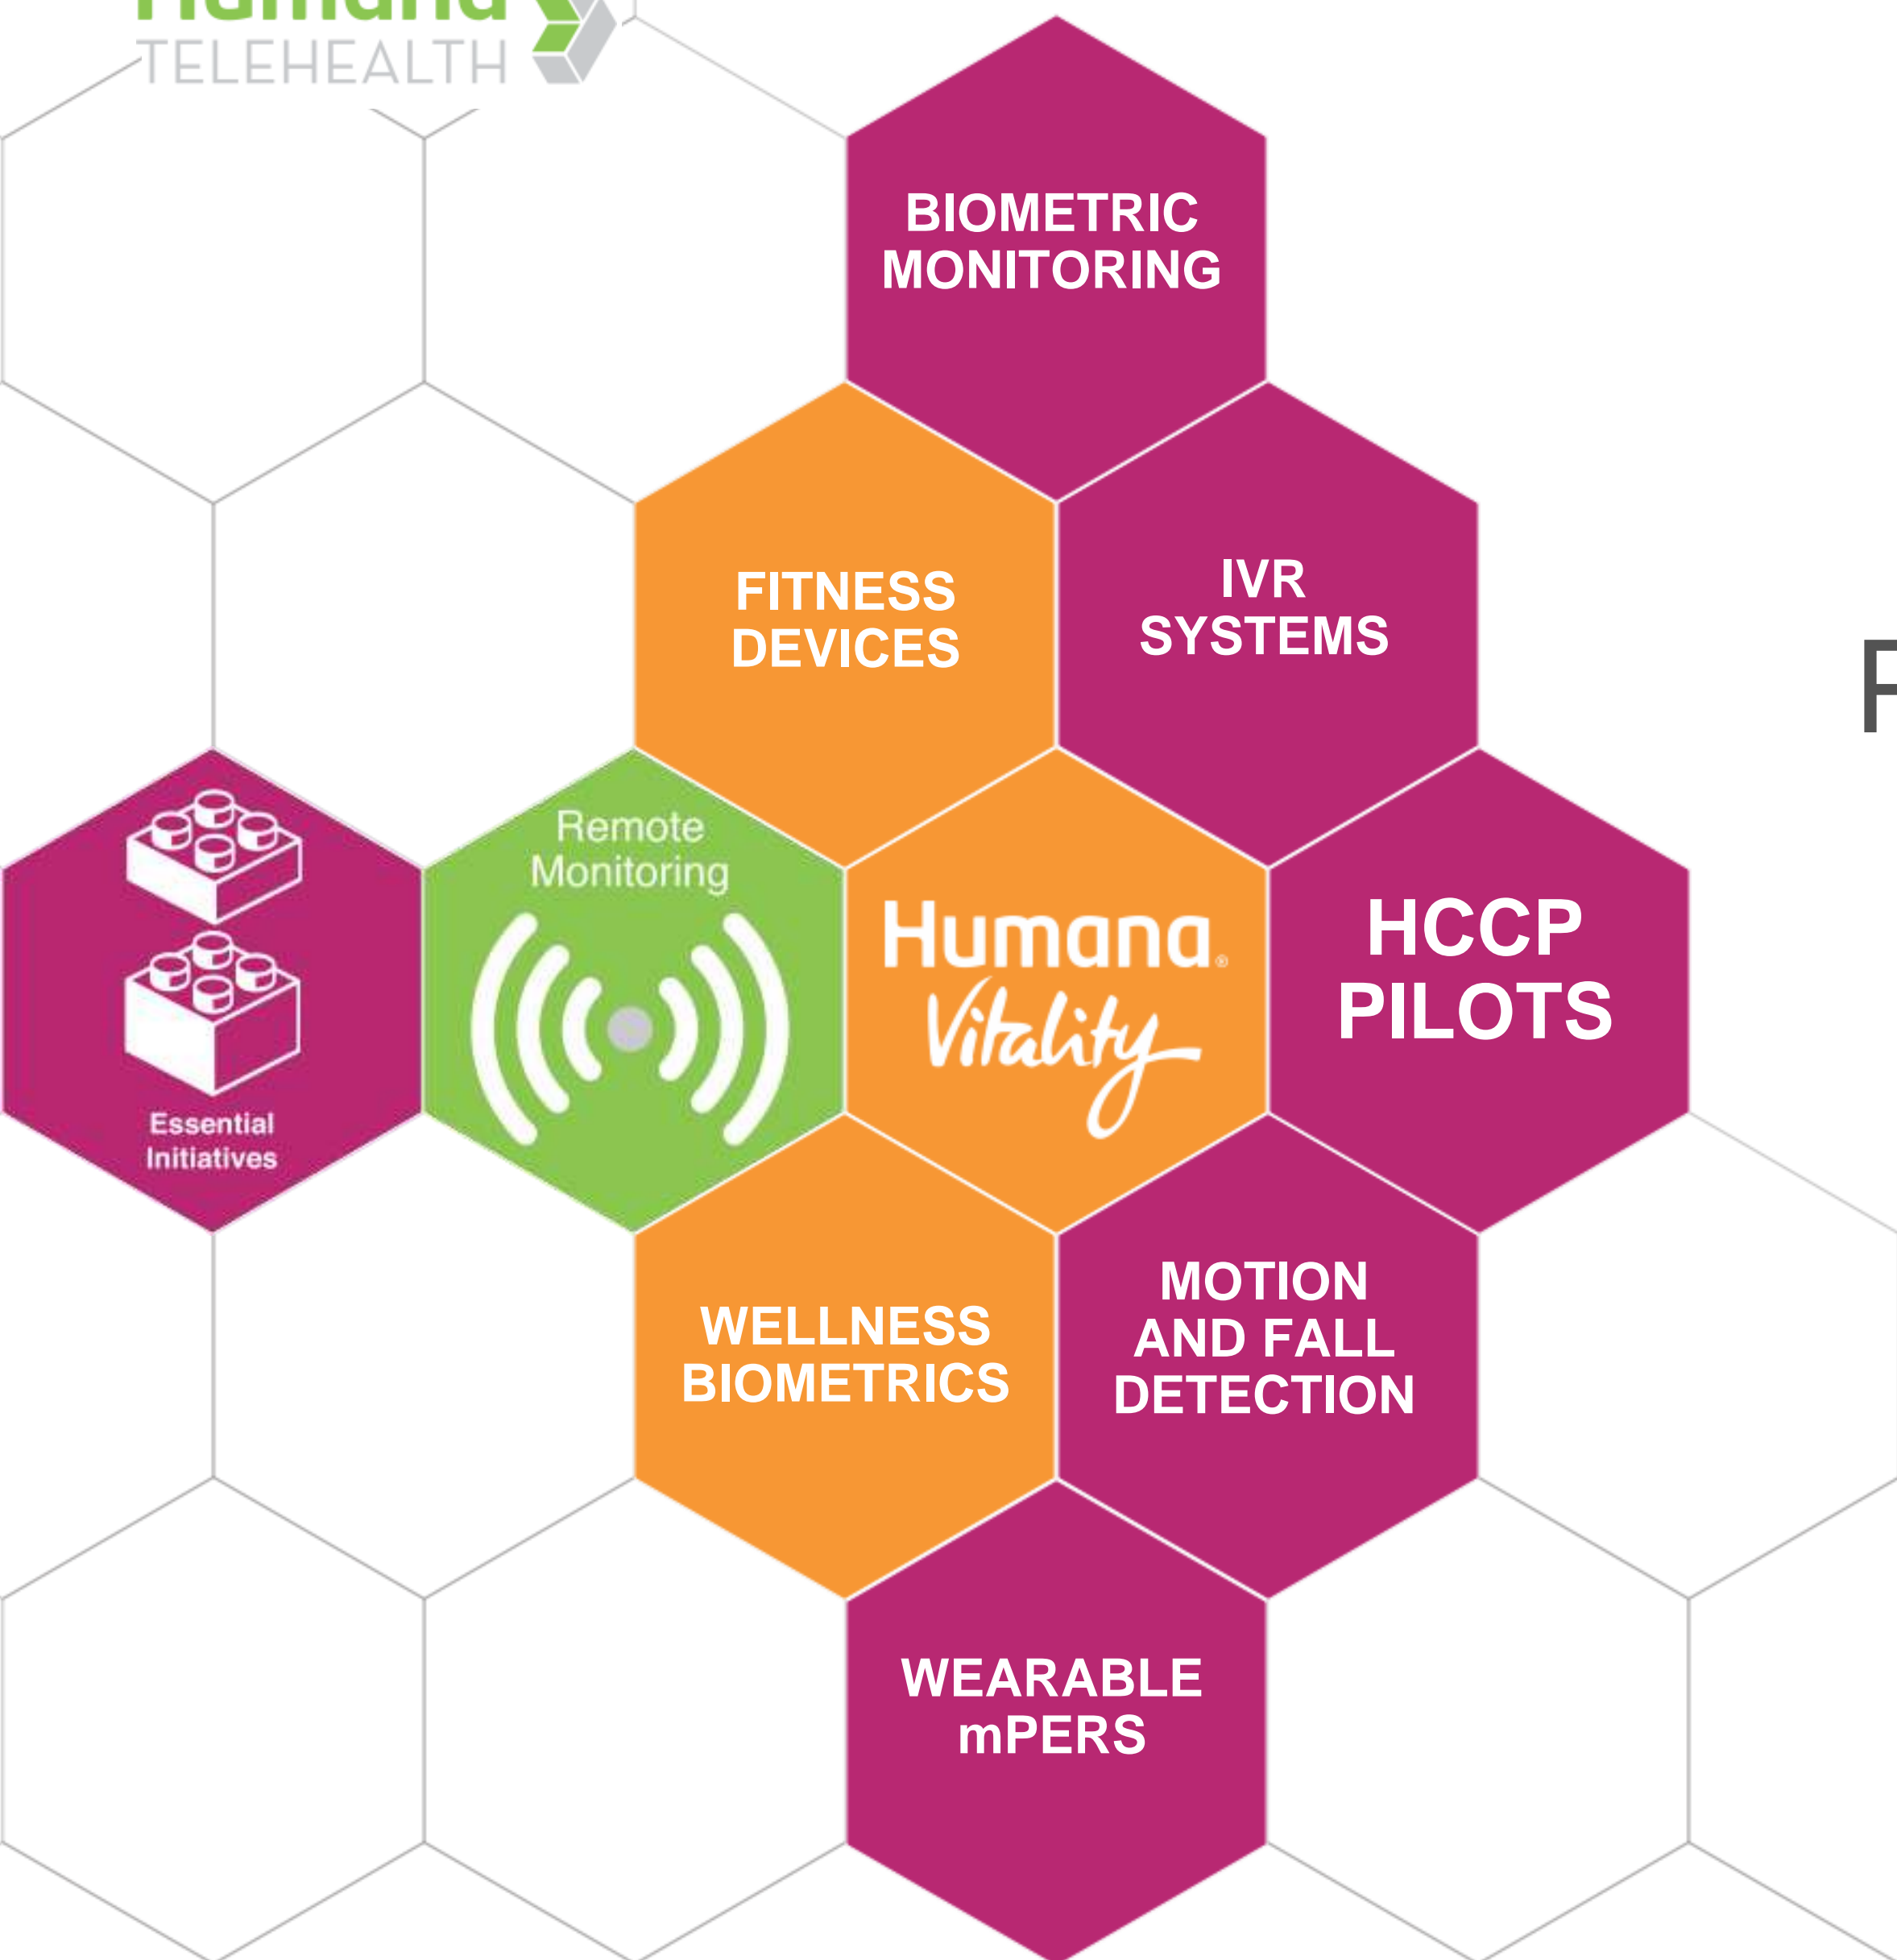 Humana
TELEHEALTH
BIOMETRIC
MONITORING
FITNESS
DEVICES
IVR
SYSTEMS
Essential
Initiatives
Remote
Monitoring
Humana®
Vitality
HCCP
PILOTS
WELLNESS
BIOMETRICS
MOTION
AND FALL
DETECTION
WEARABLE
mPERS